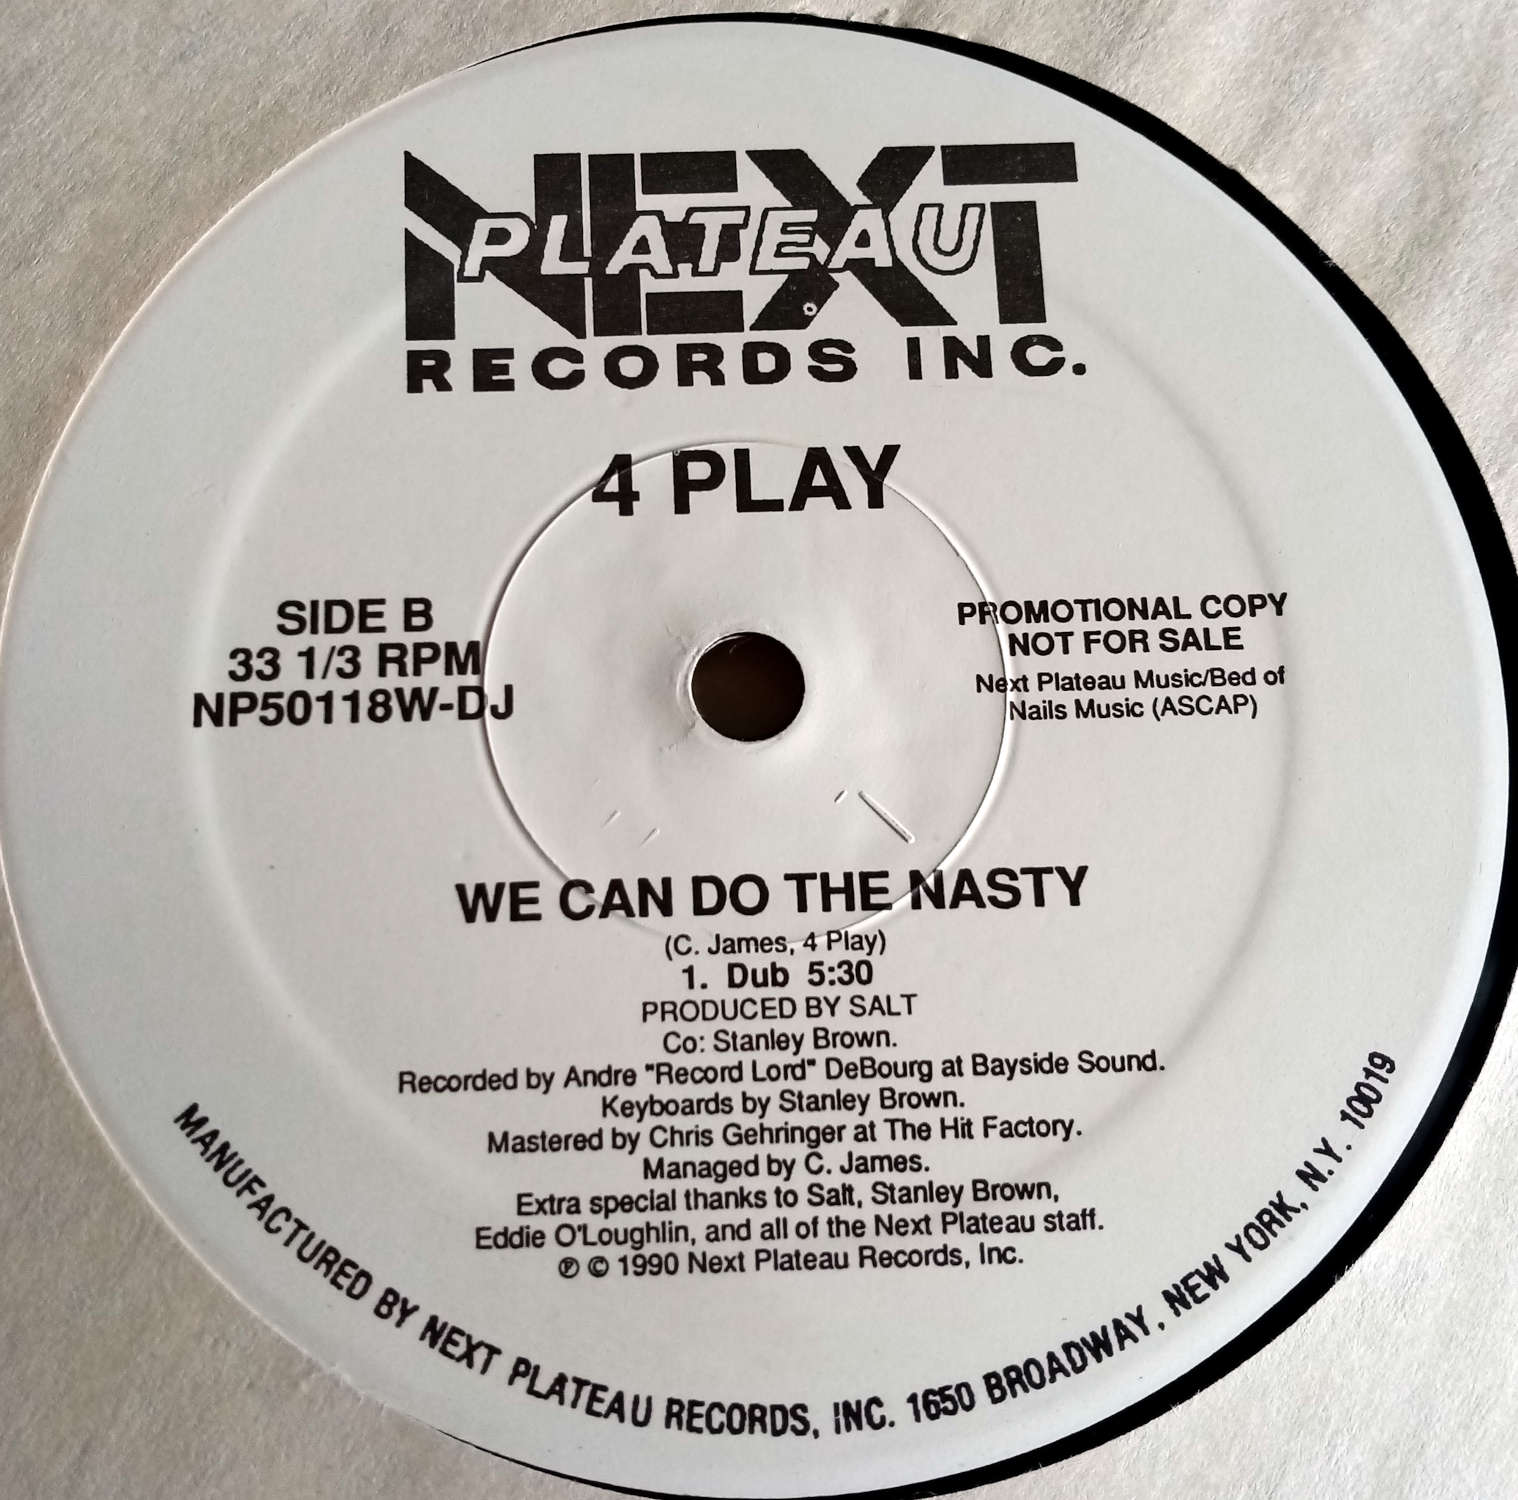 NEXT
PLATEAU
RECORDS INC.
4 PLAY
SIDE B
33 1/3 RPM
NP50118W-DJ
PROMOTIONAL COPY
NOT FOR SALE
Next Plateau Music/Bed of
Nails Music (ASCAP)
WE CAN DO THE NASTY
(C. James, 4 Play)
1. Dub 5:30
PRODUCED BY SALT
Co: Stanley Brown.
Recorded by Andre "Record Lord" DeBourg at Bayside Sound.
Keyboards by Stanley Brown.
Mastered by Chris Gehringer at The Hit Factory.
Managed by C. James.
Extra special thanks to Salt, Stanley Brown,
Eddie O'Loughlin, and all of the Next Plateau staff.
℗ © 1990 Next Plateau Records, Inc.
MANUFACTURED BY NEXT PLATEAU RECORDS, INC. 1650 BROADWAY, NEW YORK, N.Y. 10019